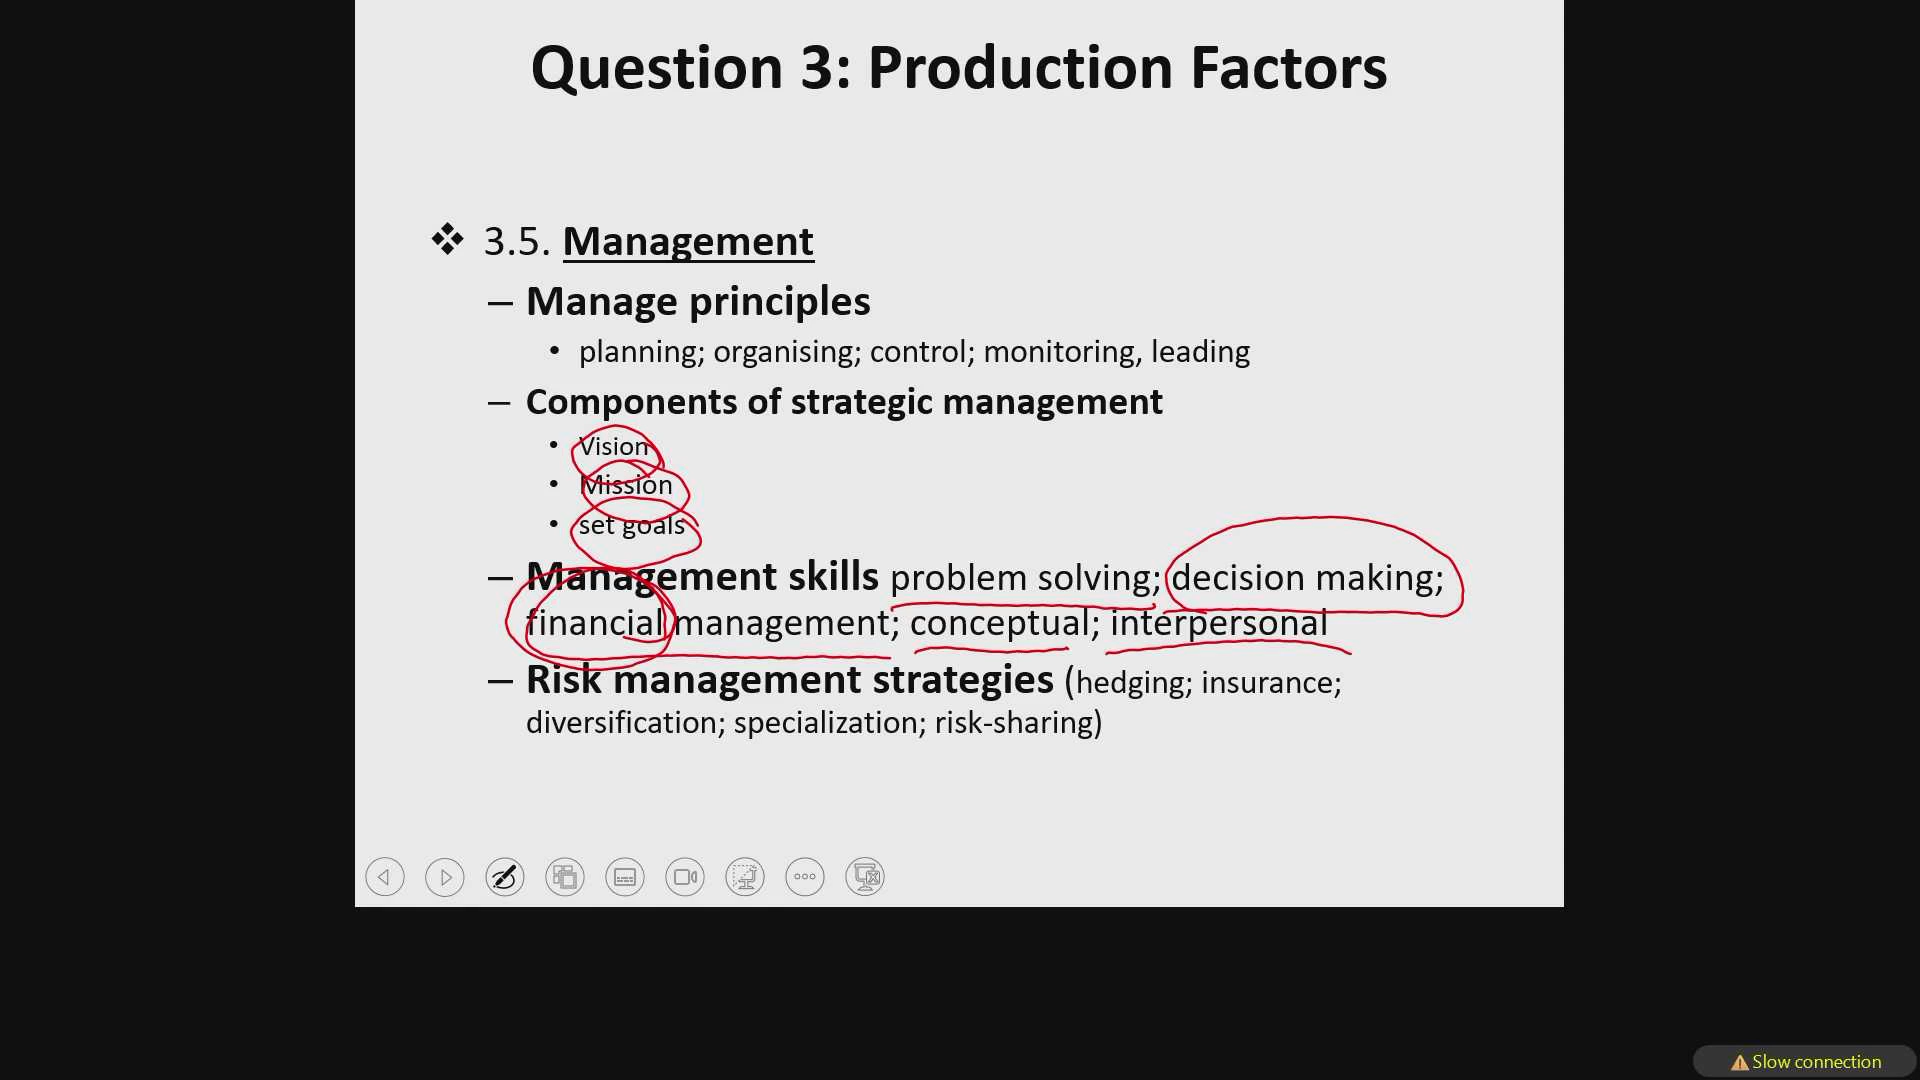 Question 3: Production Factors
❖ 3.5. Management
– Manage principles
• planning; organising; control; monitoring, leading
– Components of strategic management
• Vision
• Mission
• set goals
– Management skills problem solving; decision making;
financial management; conceptual; interpersonal
– Risk management strategies (hedging; insurance;
diversification; specialization; risk-sharing)
Slow connection